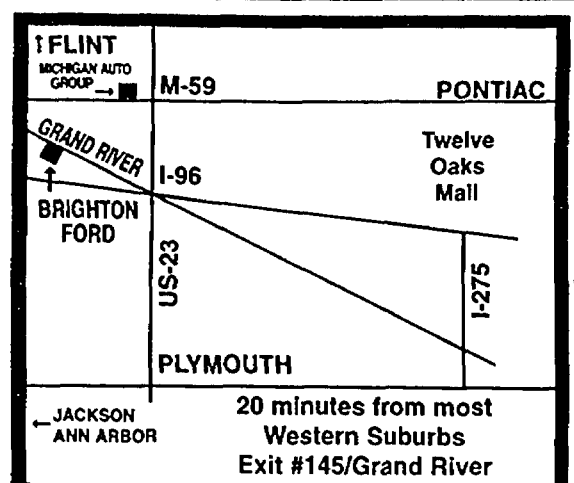 ↑FLINT
MICHIGAN AUTO
GROUP →
M-59
PONTIAC
GRAND RIVER
I-96
Twelve
Oaks
Mall
BRIGHTON
FORD
US-23
I-275
PLYMOUTH
←JACKSON
ANN ARBOR
20 minutes from most
Western Suburbs
Exit #145/Grand River